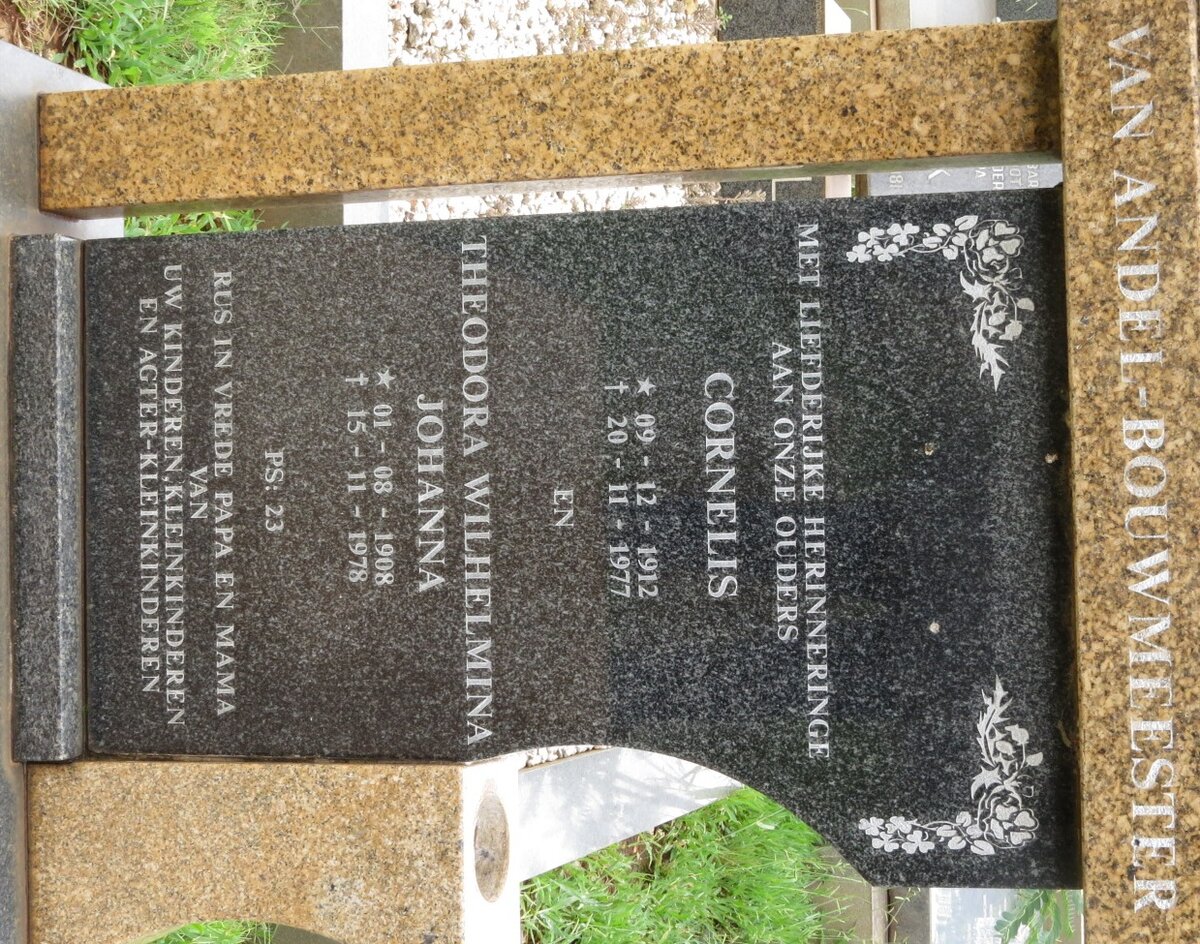 VAN ANDEL-BOUWMEESTER
MET LIEFDERIJKE HERINNERINGE
AAN ONZE OUDERS
CORNELIS
★ 09 - 12 - 1912
† 20 - 11 - 1977
EN
THEODORA WILHELMINA
JOHANNA
★ 01 - 08 - 1908
† 15 - 11 - 1978
PS: 23
RUS IN VREDE PAPA EN MAMA
VAN
UW KINDEREN, KLEINKINDEREN
EN AGTER-KLEINKINDEREN